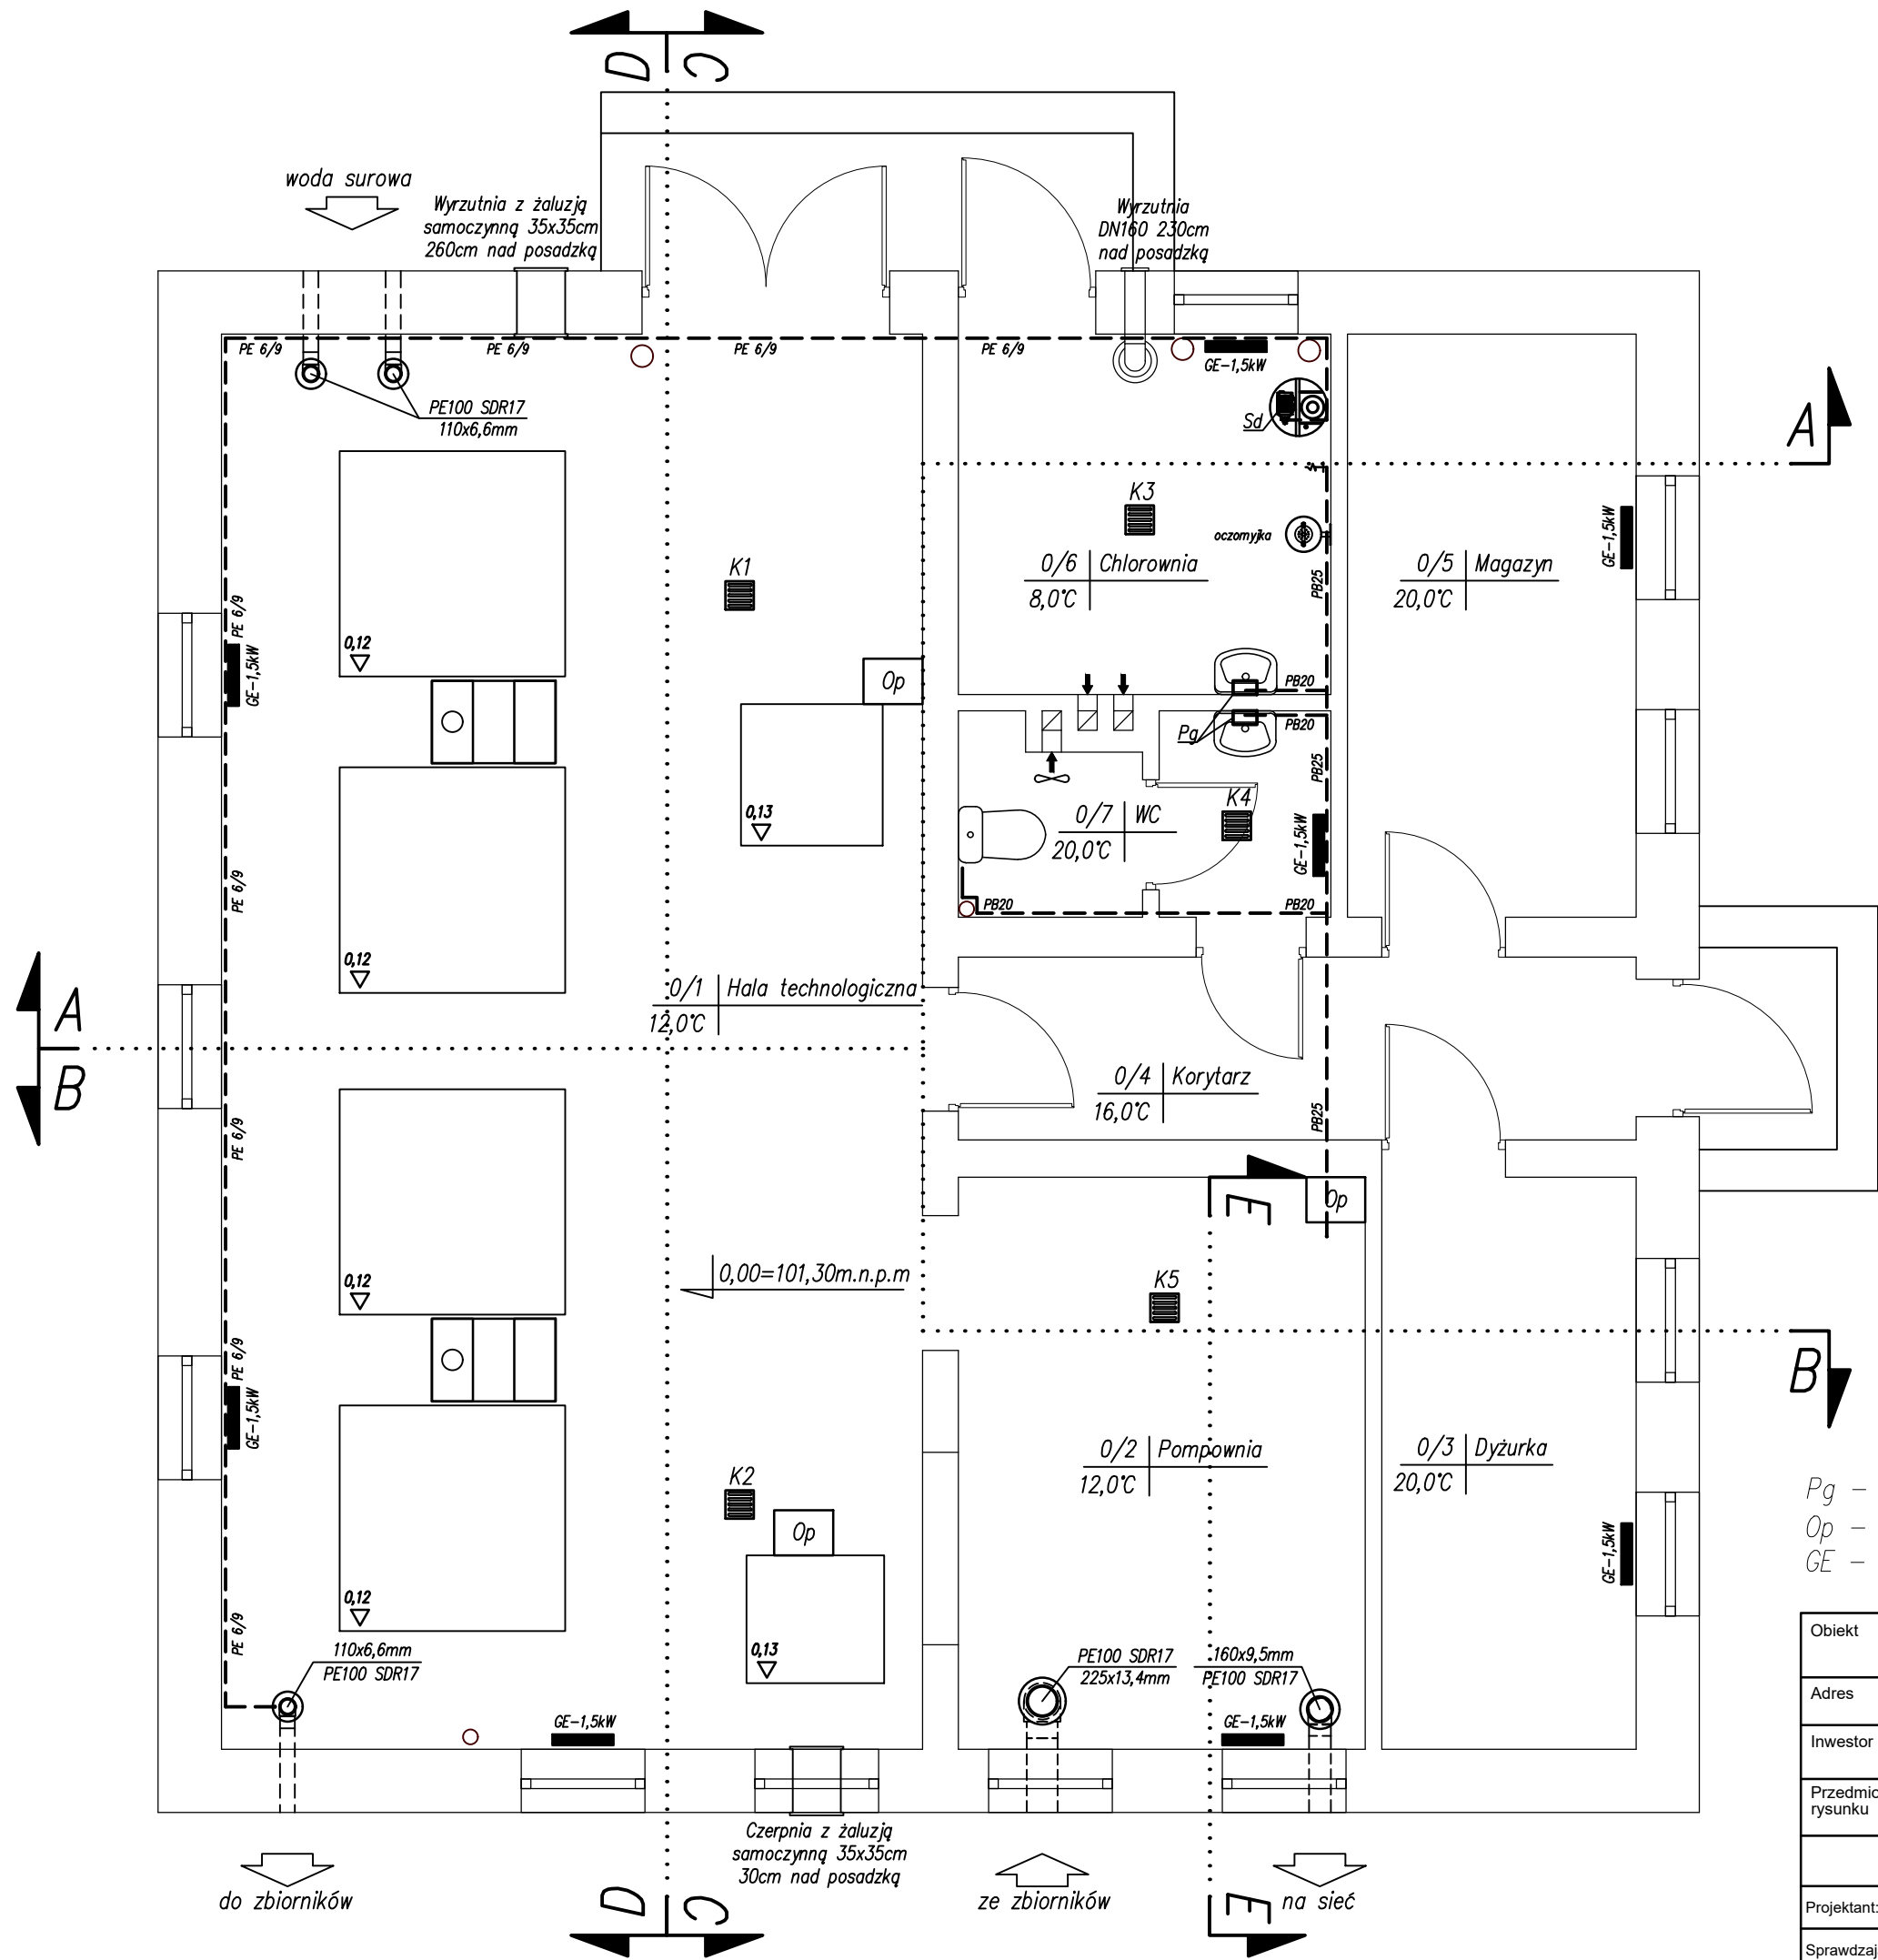 D C
woda surowa
Wyrzutnia z żaluzją
samoczynną 35x35cm
260cm nad posadzką
Wyrzutnia
DN160 230cm
nad posadzką
PE 6/9
PE 6/9
PE 6/9
PE 6/9
GE-1,5kW
PE100 SDR17
110x6,6mm
Sd
A
K3
oczomyjka
GE-1,5kW
K1
0/6 Chlorownia
8,0°C
0/5 Magazyn
20,0°C
PB25
PE 6/9
GE-1,5kW
0,12
Op
PB20
Pg
PB20
PB25
0,13
K4
0/7 WC
20,0°C
GE-1,5kW
PE 6/9
PB20
PB20
0,12
0/1 Hala technologiczna
12,0°C
A
B
0/4 Korytarz
16,0°C
PB25
PE 6/9
E
Op
0,12
0,00=101,30m.n.p.m
K5
PE 6/9
GE-1,5kW
B
0/2 Pompownia
12,0°C
0/3 Dyżurka
20,0°C
K2
Op
GE-1,5kW
Pg -
Op -
GE -
0,12
PE 6/9
0,13
110x6,6mm
PE100 SDR17
PE100 SDR17
225x13,4mm
160x9,5mm
PE100 SDR17
GE-1,5kW
GE-1,5kW
Obiekt
Adres
Inwestor
Przedmio
rysunku
Projektant:
Sprawdzaj
Czerpnia z żaluzją
samoczynną 35x35cm
30cm nad posadzką
do zbiorników
ze zbiorników
na sieć
D C
E